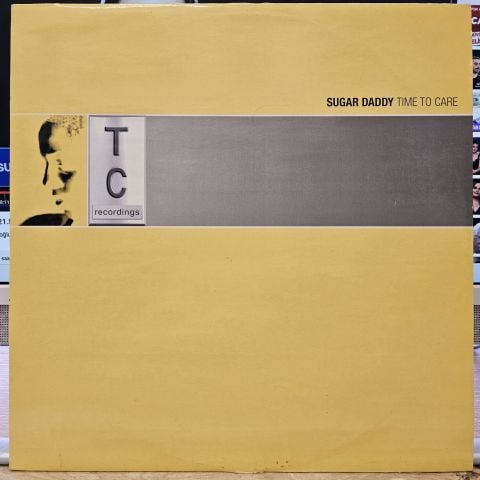 SUGAR DADDY TIME TO CARE
T
C
recordings